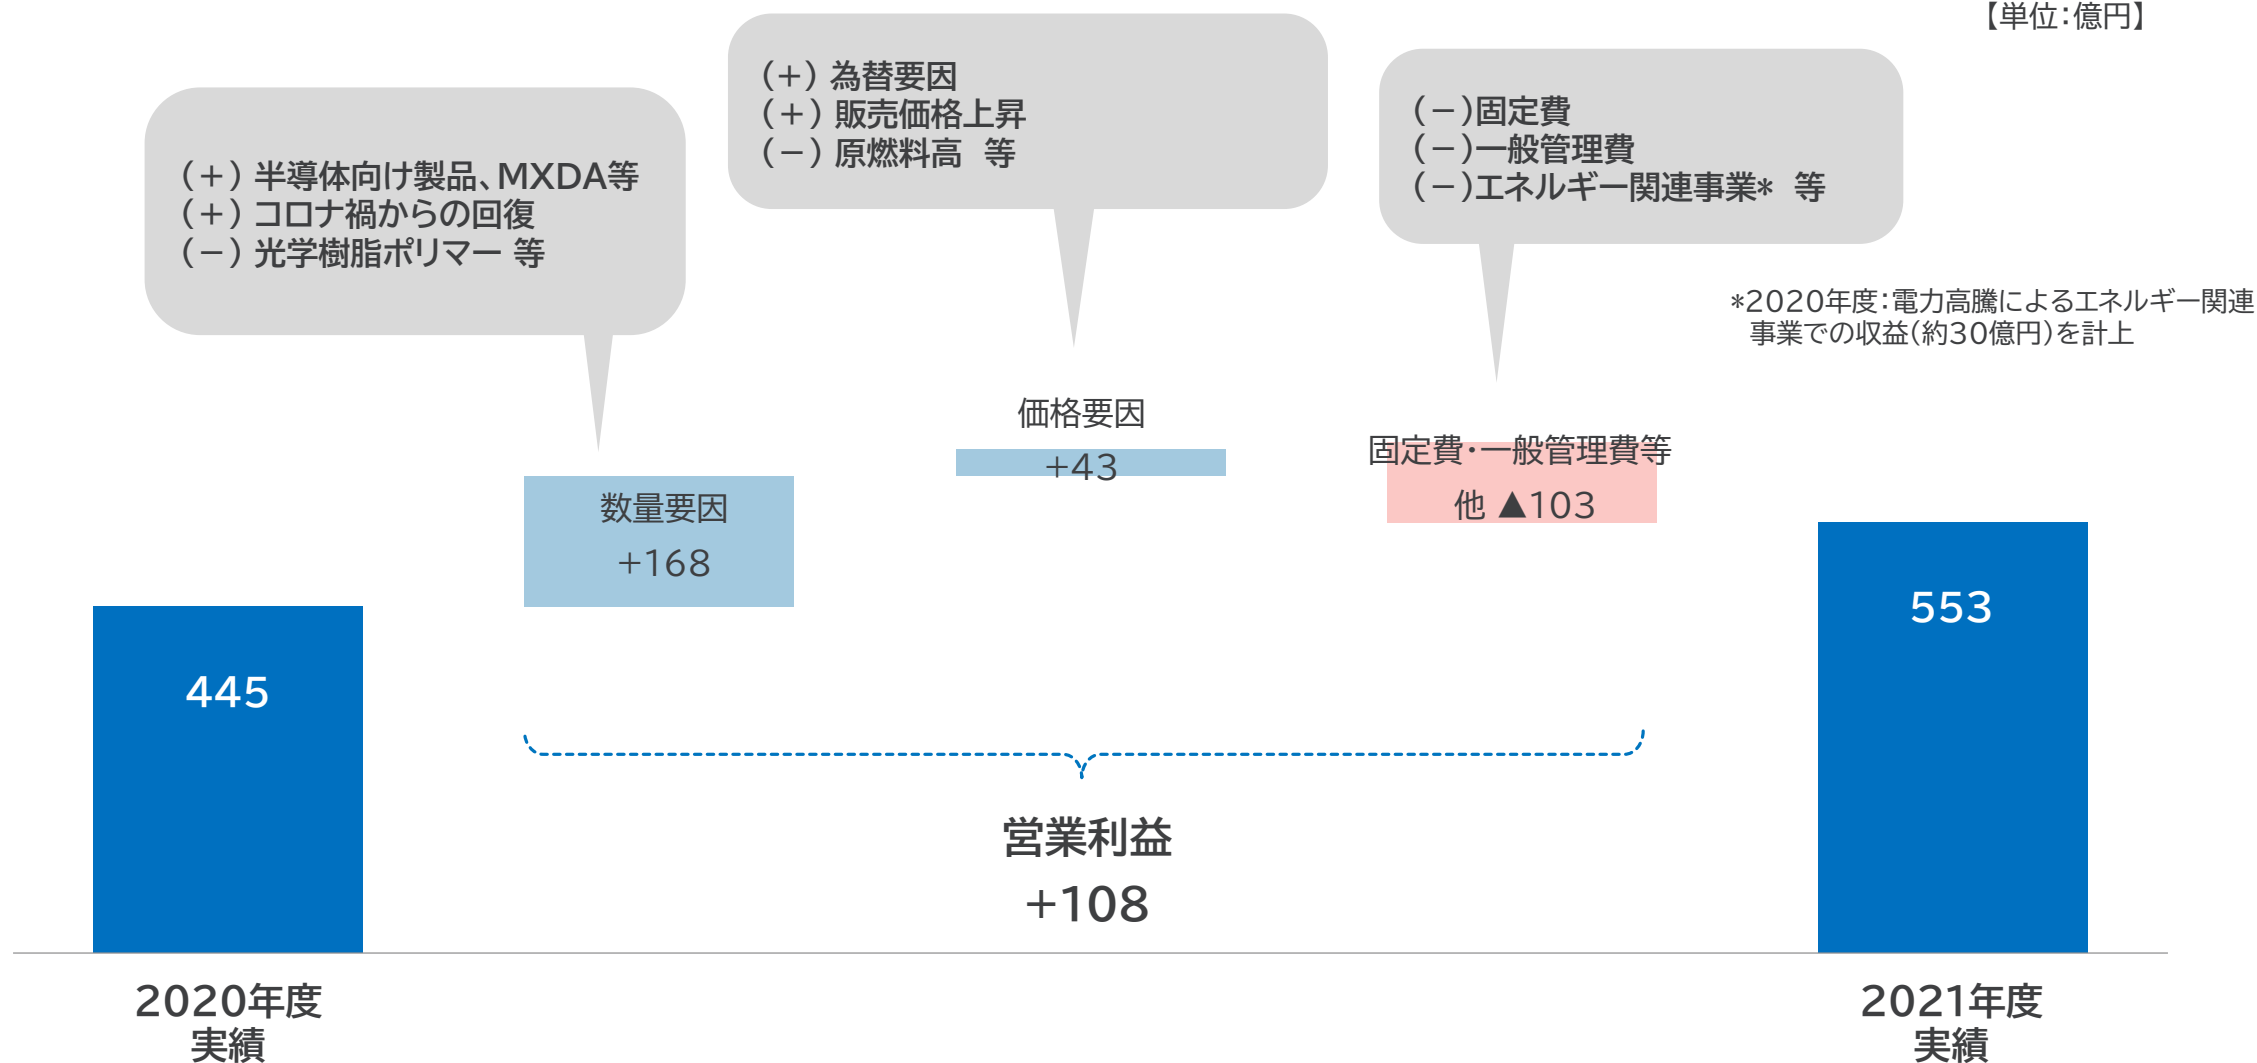 【単位：億円】
（＋） 半導体向け製品、MXDA等
（＋） コロナ禍からの回復
（－） 光学樹脂ポリマー 等
（＋） 為替要因
（＋） 販売価格上昇
（－） 原燃料高　等
（－）固定費
（－）一般管理費
（－）エネルギー関連事業*　等
*2020年度：電力高騰によるエネルギー関連
事業での収益（約30億円）を計上
数量要因
+168
価格要因
+43
固定費・一般管理費等
他 ▲103
445
553
営業利益
+108
2020年度
実績
2021年度
実績